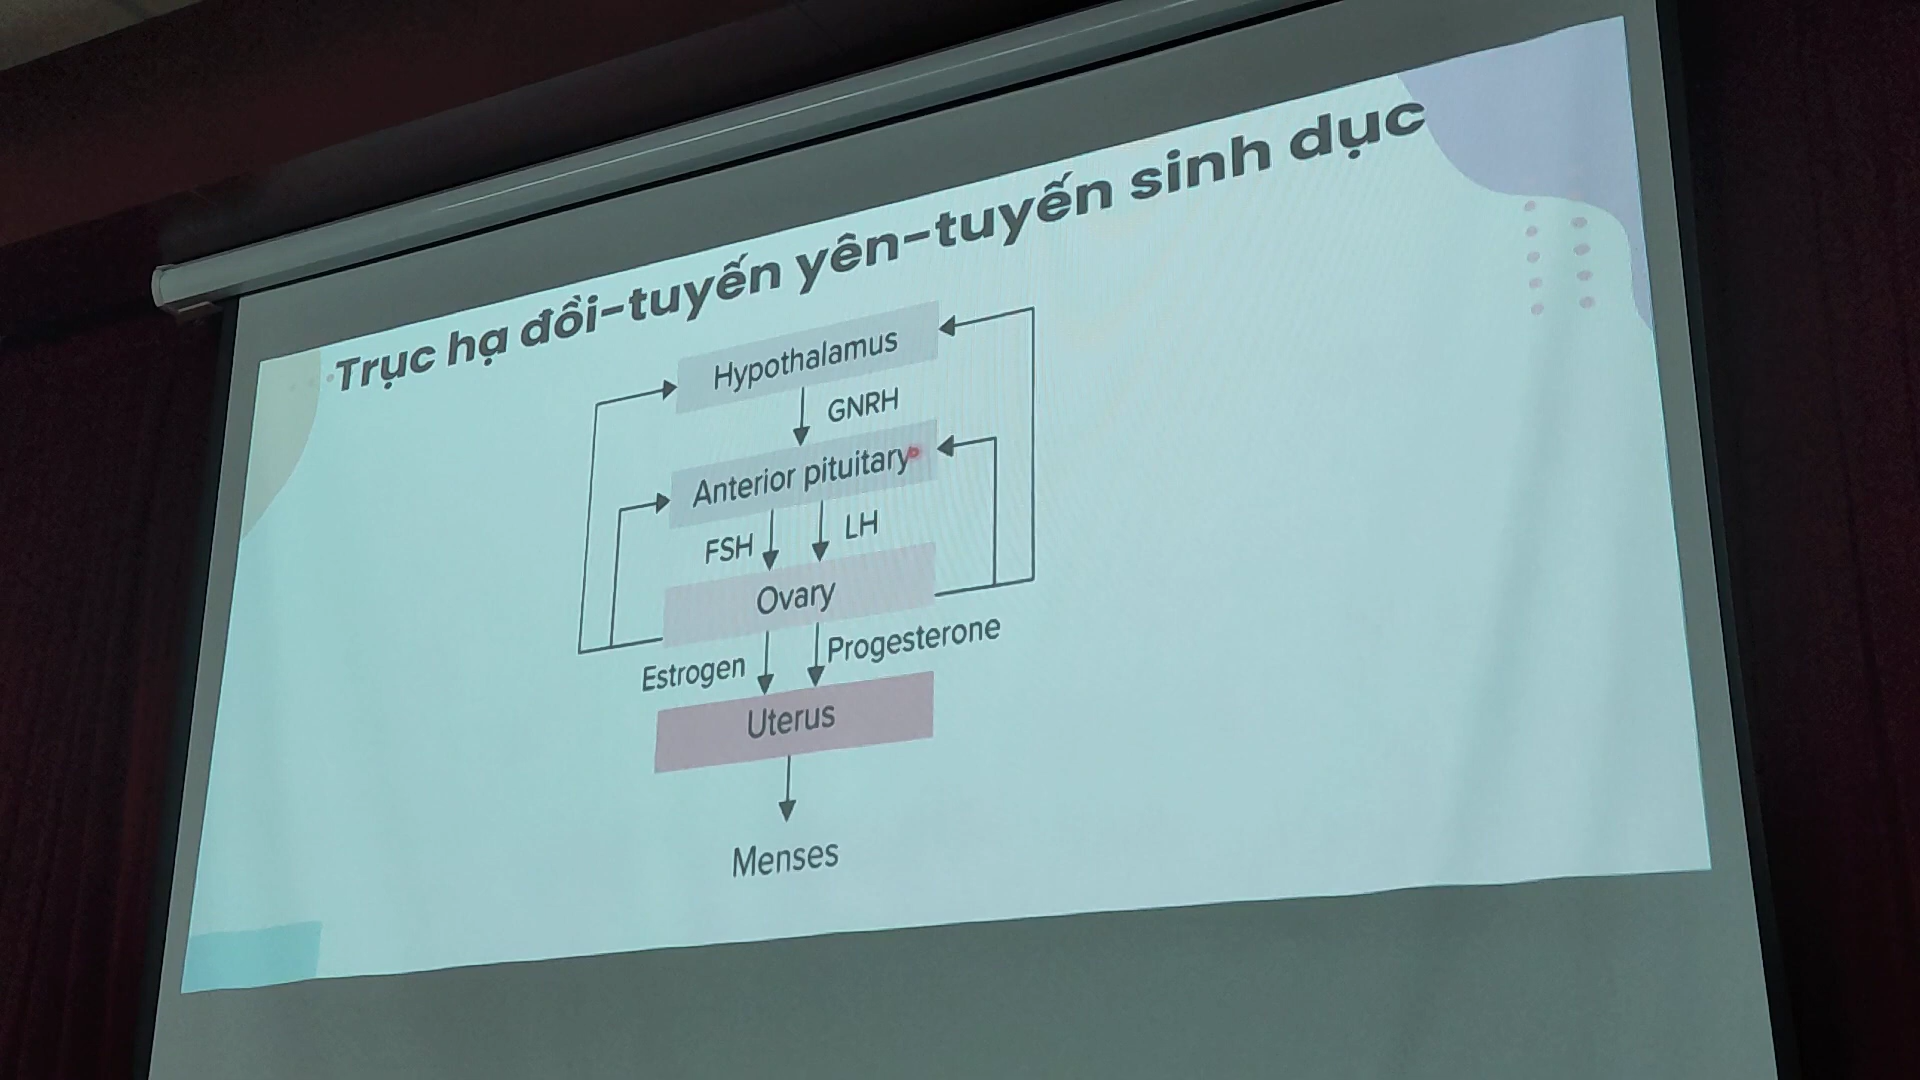 Trục hạ đồi-tuyến yên-tuyến sinh dục
Hypothalamus
GNRH
Anterior pituitary
FSH
LH
Ovary
Estrogen
Progesterone
Uterus
Menses